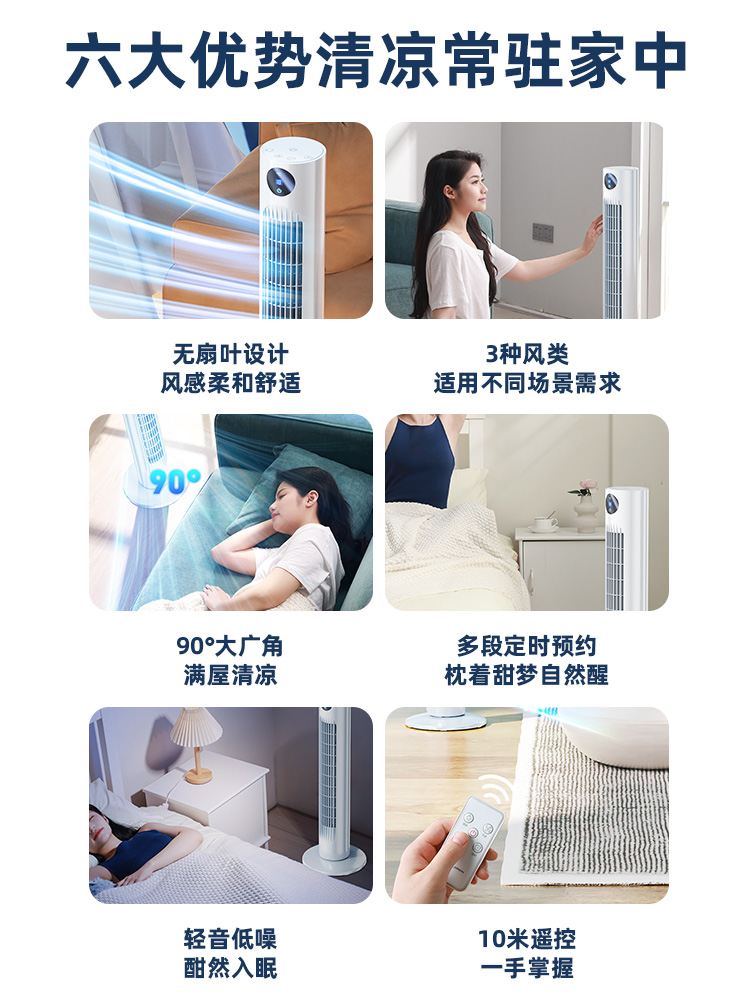 六大优势清凉常驻家中
无扇叶设计
风感柔和舒适
3种风类
适用不同场景需求
90°
90°大广角
满屋清凉
多段定时预约
枕着甜梦自然醒
轻音低噪
酣然入眠
10米遥控
一手掌握